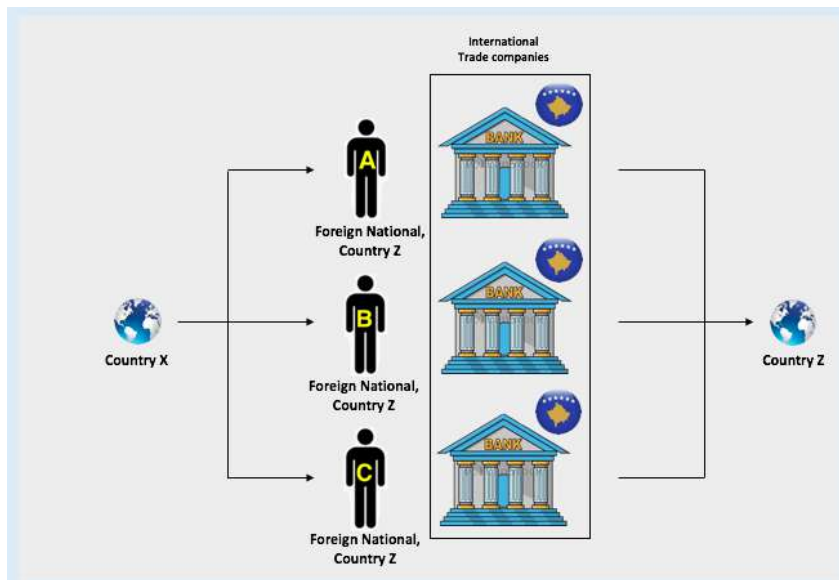 International
Trade companies
BANK
A
Foreign National,
Country Z
BANK
B
Foreign National,
Country Z
Country X
Country Z
BANK
C
Foreign National,
Country Z